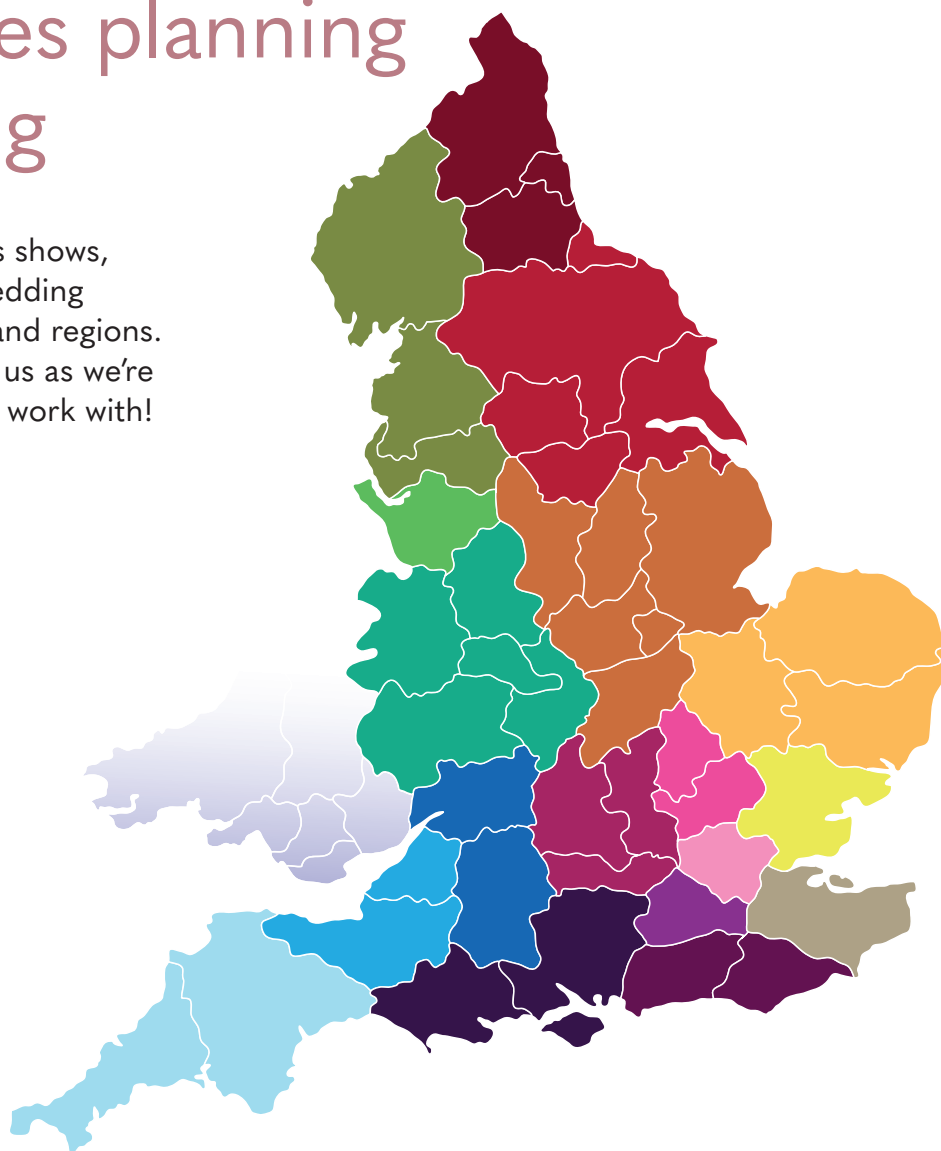 es planning
g
s shows,
edding
and regions.
us as we're
work with!